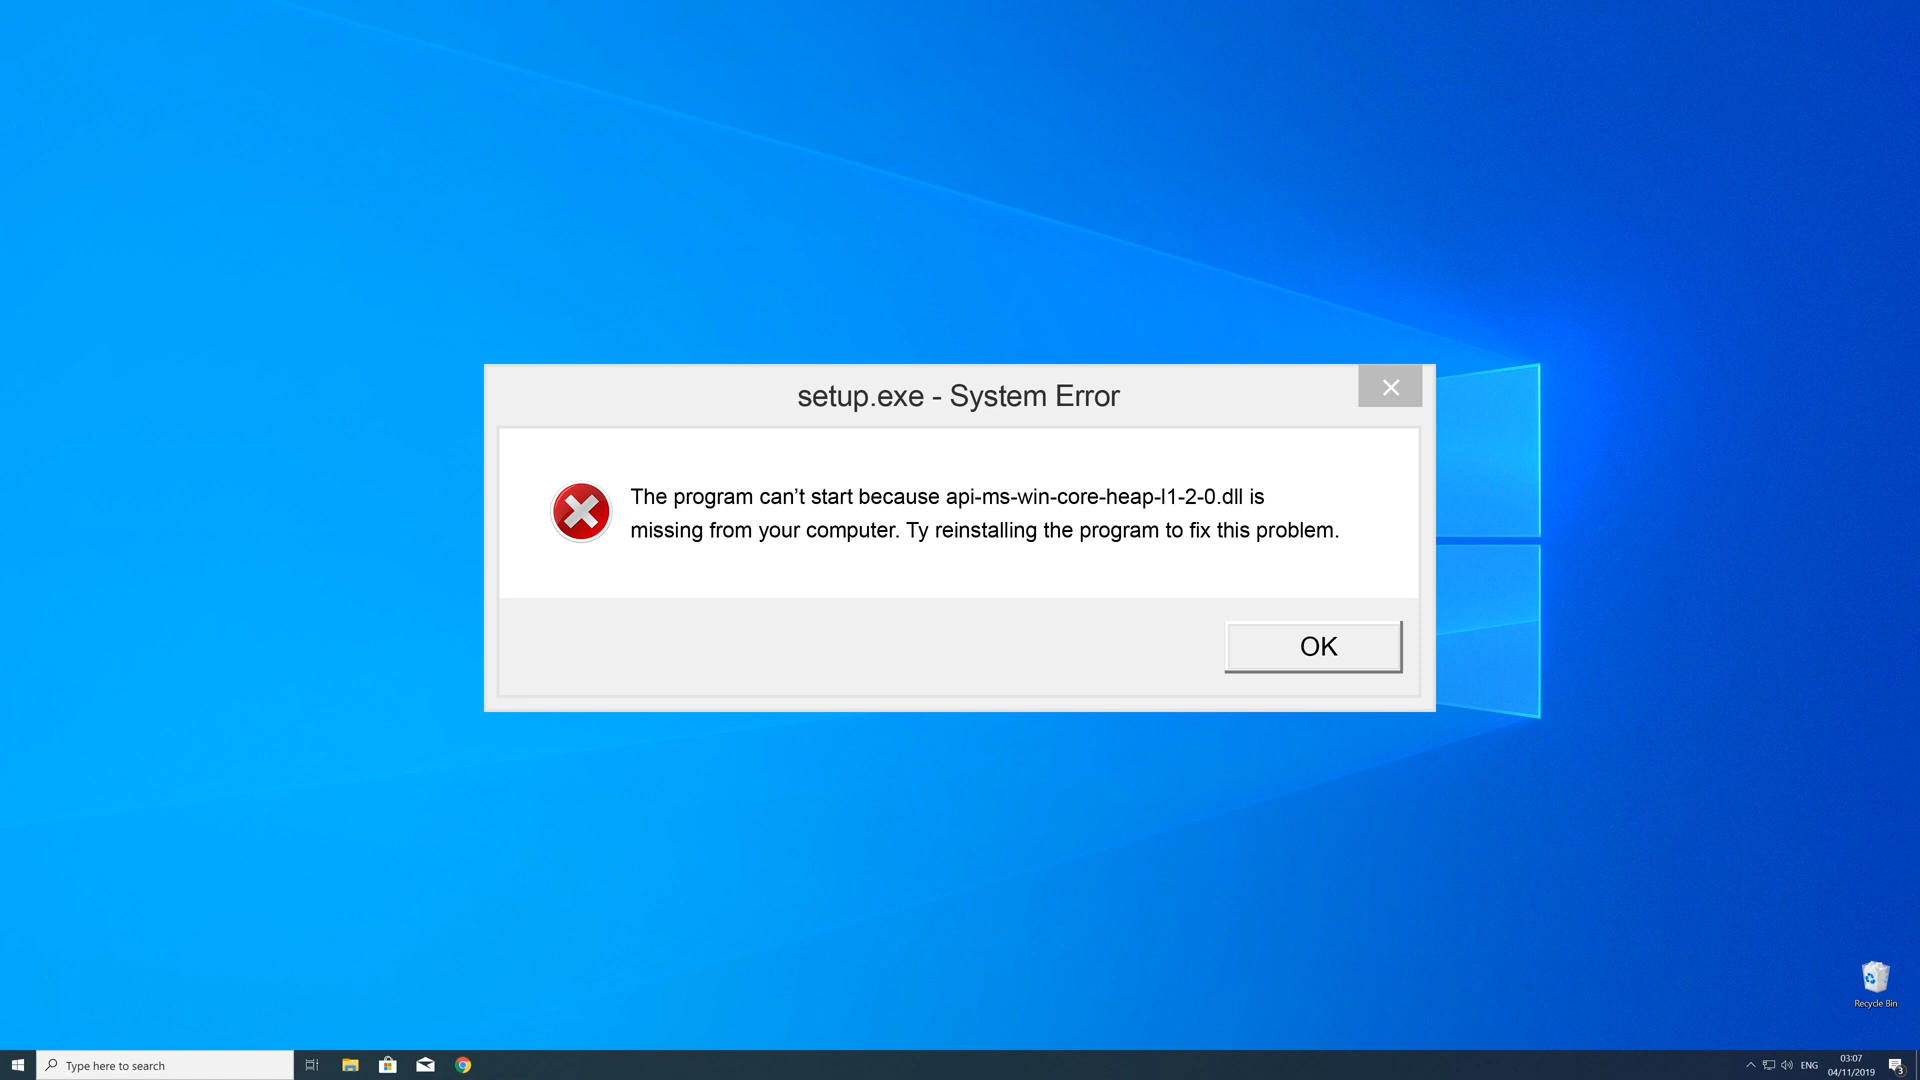 setup.exe - System Error
The program can’t start because api-ms-win-core-heap-l1-2-0.dll is
missing from your computer. Ty reinstalling the program to fix this problem.
OK
Recycle Bin
Type here to search
ENG
03:07
04/11/2019
3